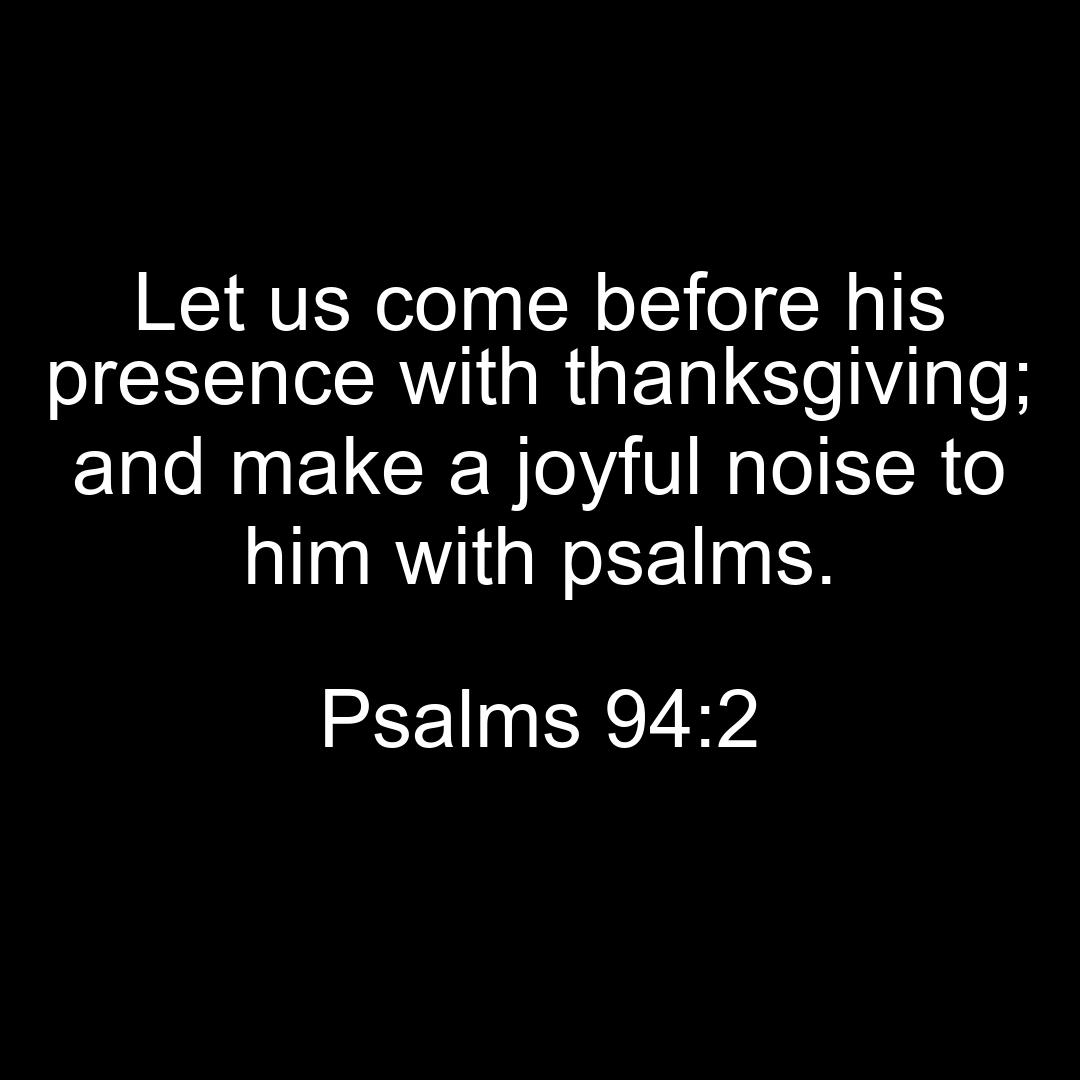 Let us come before his
presence with thanksgiving;
and make a joyful noise to
him with psalms.
Psalms 94:2